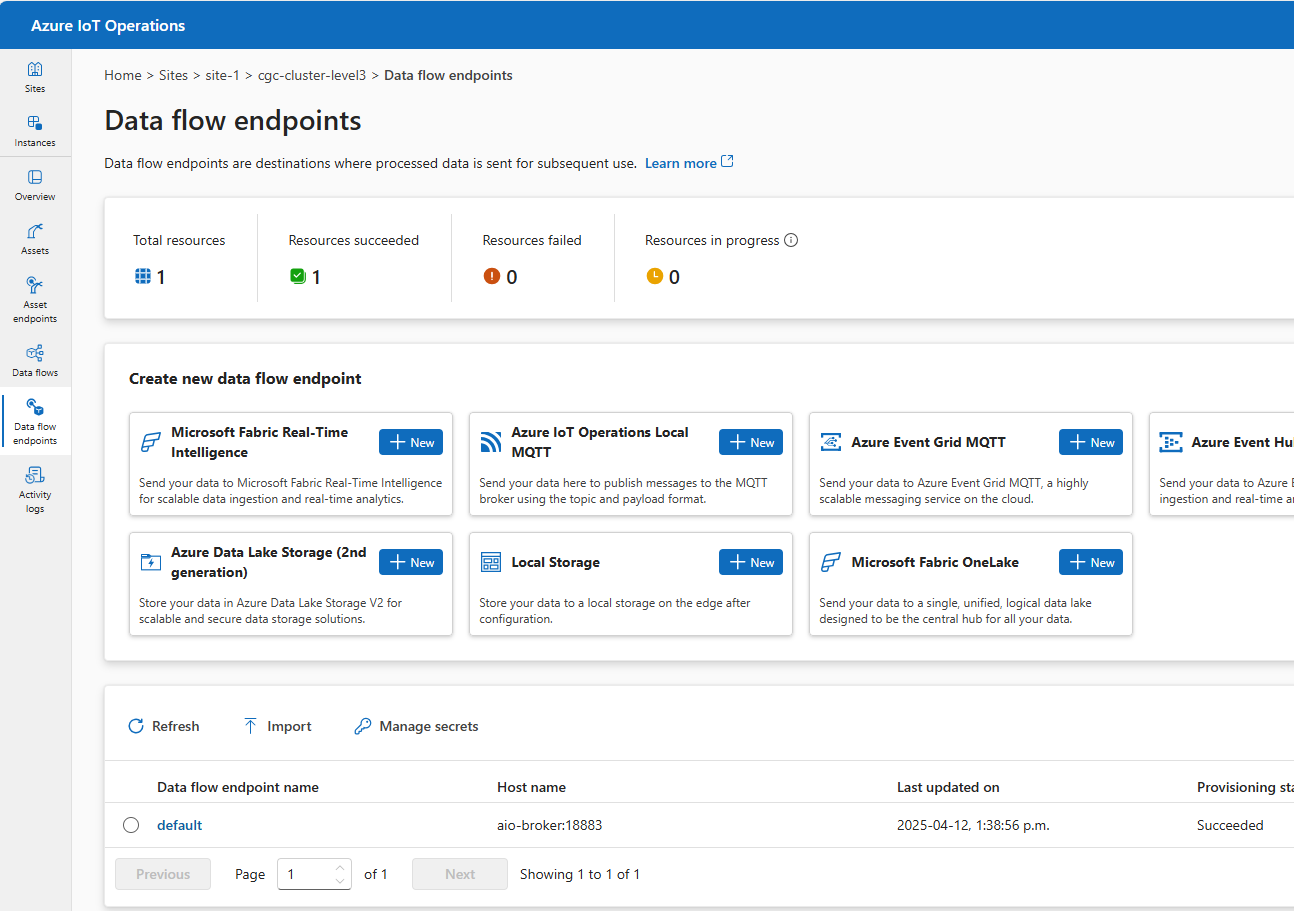 Azure IoT Operations
Sites
Instances
Overview
Assets
Asset
endpoints
Data flows
Data flow
endpoints
Activity
logs
Home > Sites > site-1 > cgc-cluster-level3 > Data flow endpoints
Data flow endpoints
Data flow endpoints are destinations where processed data is sent for subsequent use. Learn more
Total resources
1
Resources succeeded
1
Resources failed
0
Resources in progress
0
Create new data flow endpoint
Microsoft Fabric Real-Time
Intelligence
New
Send your data to Microsoft Fabric Real-Time Intelligence
for scalable data ingestion and real-time analytics.
Azure IoT Operations Local
MQTT
New
Send your data here to publish messages to the MQTT
broker using the topic and payload format.
Azure Event Grid MQTT
New
Send your data to Azure Event Grid MQTT, a highly
scalable messaging service on the cloud.
Azure Event Hu
Send your data to Azure E
ingestion and real-time a
Azure Data Lake Storage (2nd
generation)
New
Store your data in Azure Data Lake Storage V2 for
scalable and secure data storage solutions.
Local Storage
New
Store your data to a local storage on the edge after
configuration.
Microsoft Fabric OneLake
New
Send your data to a single, unified, logical data lake
designed to be the central hub for all your data.
Refresh Import Manage secrets
Data flow endpoint name Host name Last updated on Provisioning sta
default aio-broker:18883 2025-04-12, 1:38:56 p.m. Succeeded
Previous Page 1 of 1 Next Showing 1 to 1 of 1